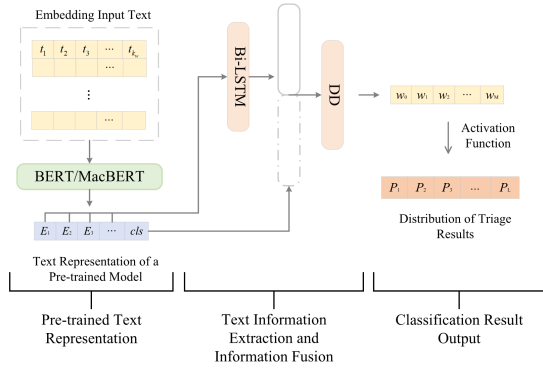 Embedding Input Text
t1 t2 t3 ... 
...
...
BERT/MacBERT
E1 E2 E3 ... cls
Text Representation of a
Pre-trained Model
Bi-LSTM
DD
w0 w1 w2 ... wM
Activation
Function
P1 P2 P3 ... PL
Distribution of Triage
Results
Pre-trained Text
Representation
Text Information
Extraction and
Information Fusion
Classification Result
Output